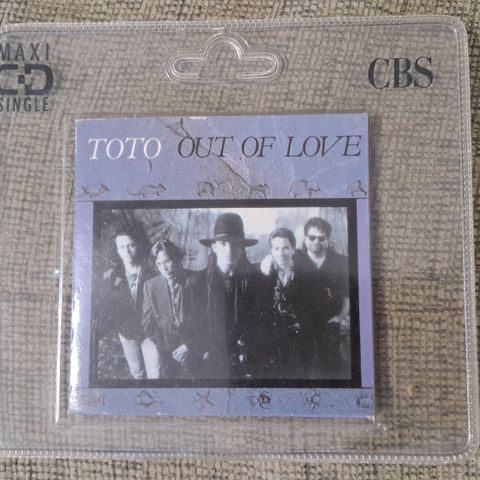 MAXI
CD
SINGLE
CBS
TOTO OUT OF LOVE